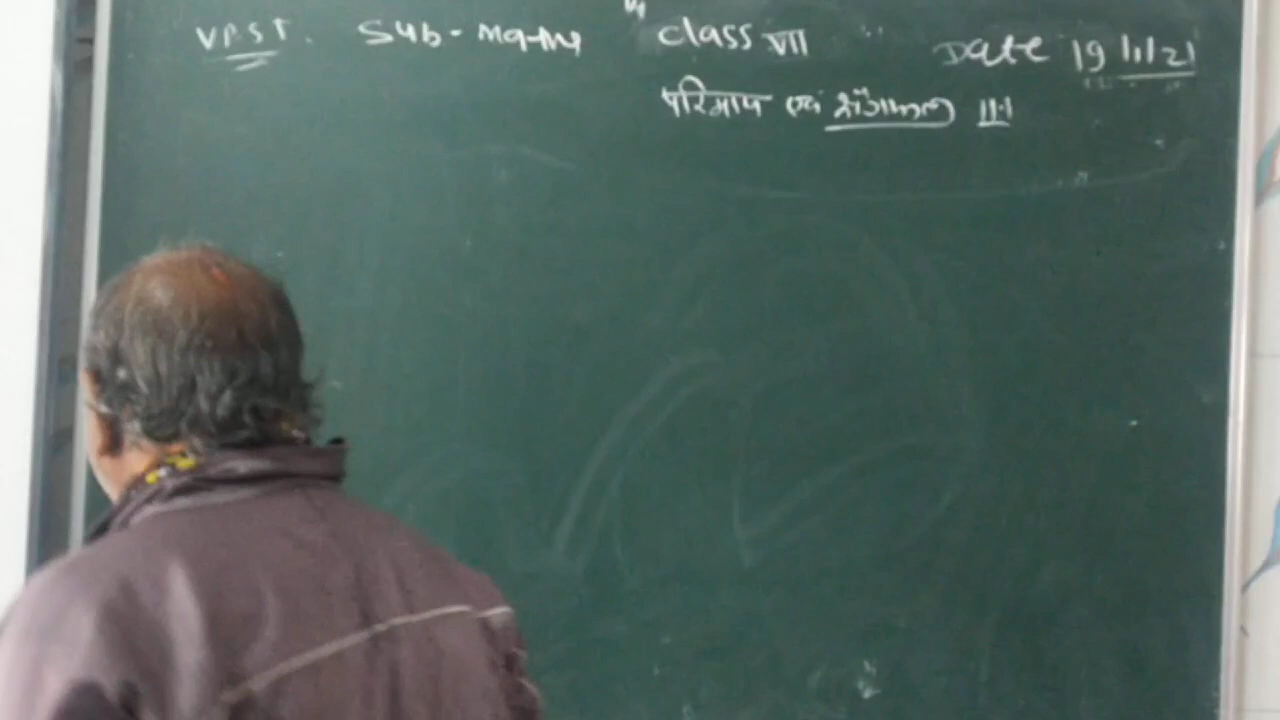 V.P.S.T. Sub - Maths Class VII Date 19/1/21
परिमाप एवं क्षेत्रफल 11.1